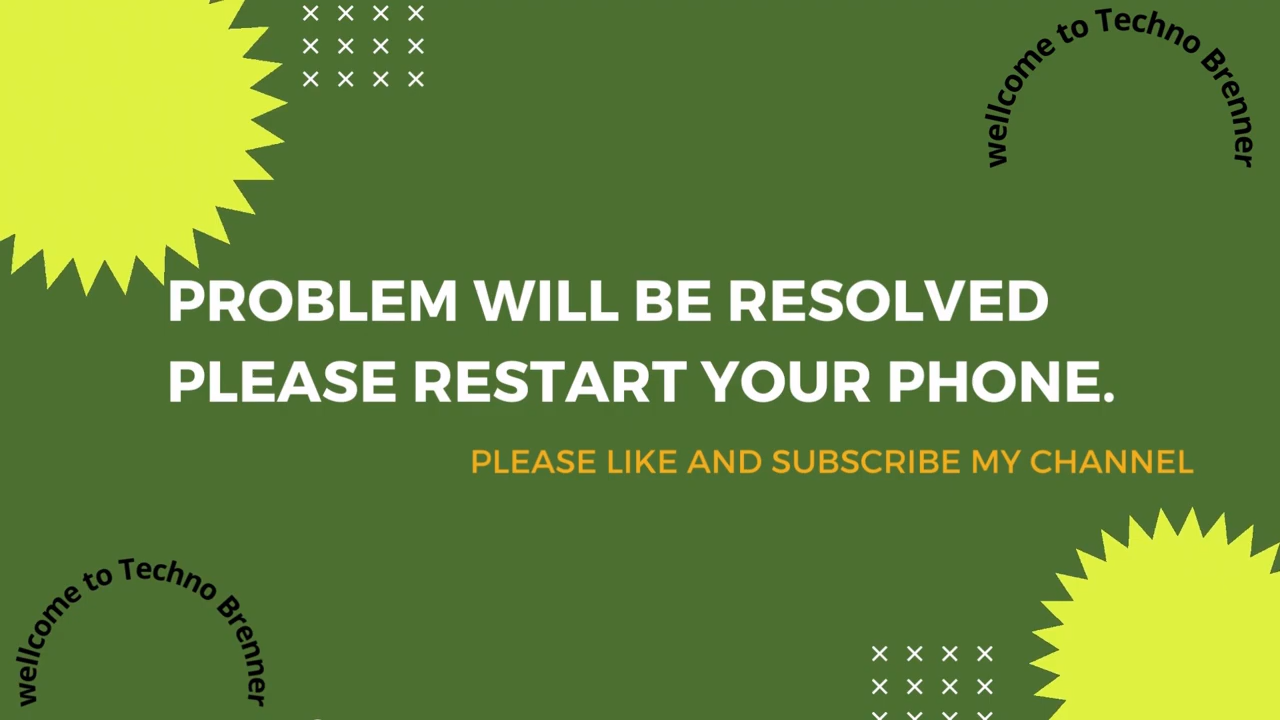 wellcome to Techno Brenner
PROBLEM WILL BE RESOLVED
PLEASE RESTART YOUR PHONE.
PLEASE LIKE AND SUBSCRIBE MY CHANNEL
wellcome to Techno Brenner